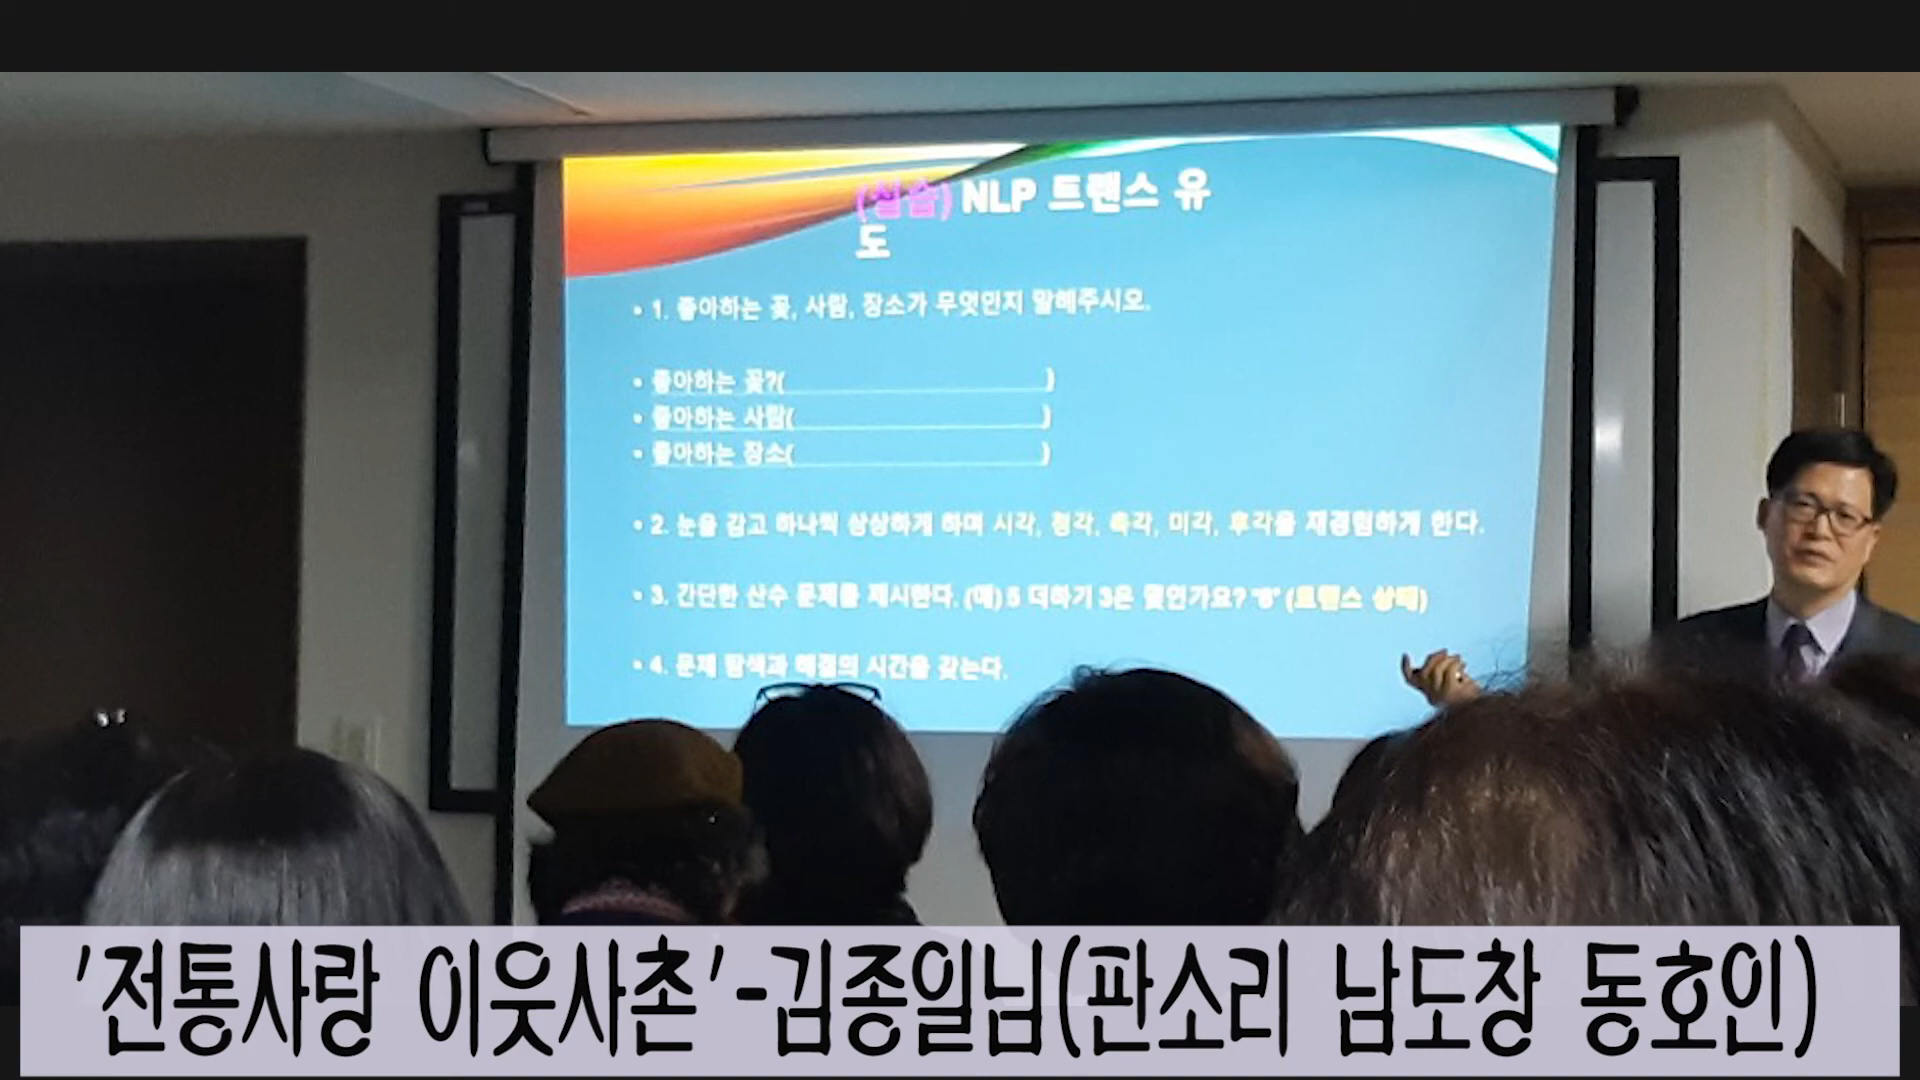 (실습) NLP 트랜스 유
도
• 1. 좋아하는 꽃, 사람, 장소가 무엇인지 말해주시오.
• 좋아하는 꽃?( )
• 좋아하는 사람( )
• 좋아하는 장소( )
• 2. 눈을 감고 하나씩 상상하게 하며 시각, 청각, 촉각, 미각, 후각을 재경험하게 한다.
• 3. 간단한 산수 문제를 제시한다. (예) 5 더하기 3은 몇인가요? "8" (트랜스 상태)
• 4. 문제 탐색과 해결의 시간을 갖는다.
'전통사랑 이웃사촌'-김종일님(판소리 남도창 동호인)